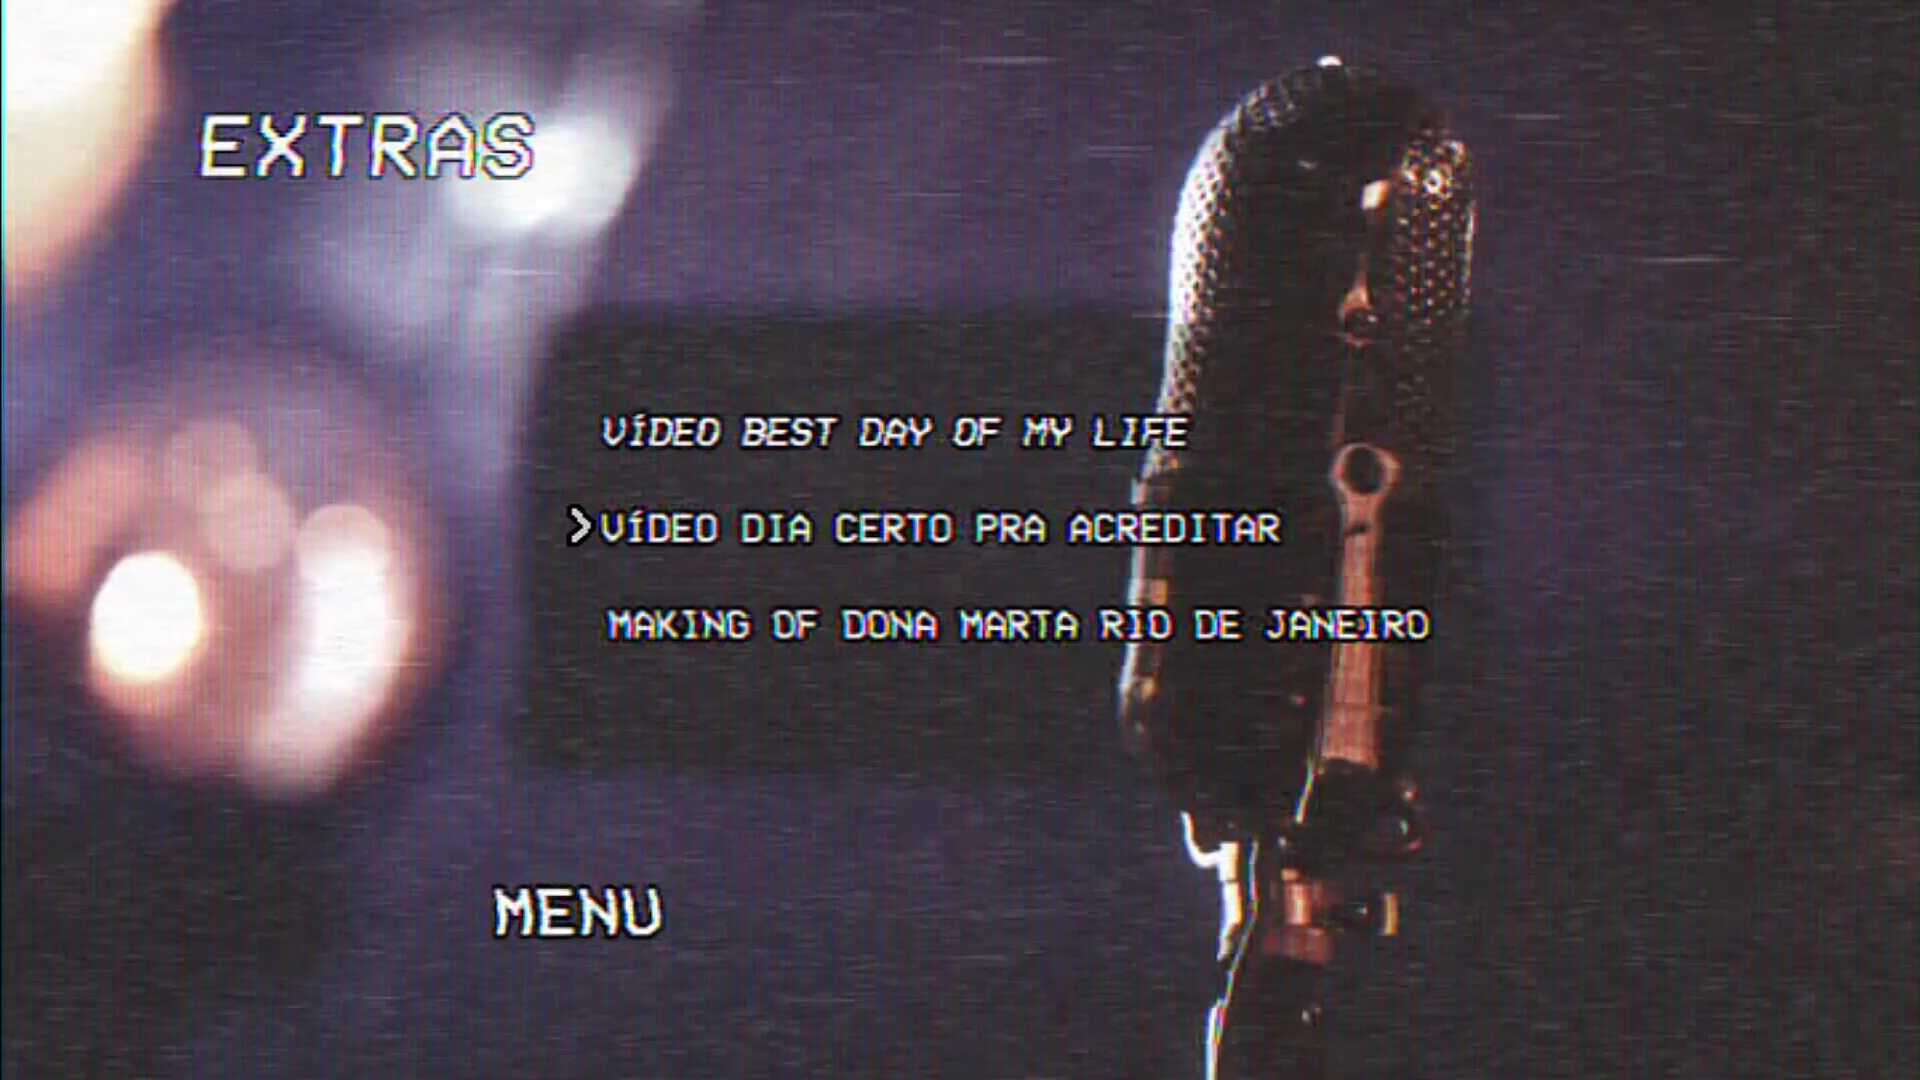 EXTRAS
VÍDEO BEST DAY OF MY LIFE
>VÍDEO DIA CERTO PRA ACREDITAR
MAKING OF DONA MARTA RIO DE JANEIRO
MENU